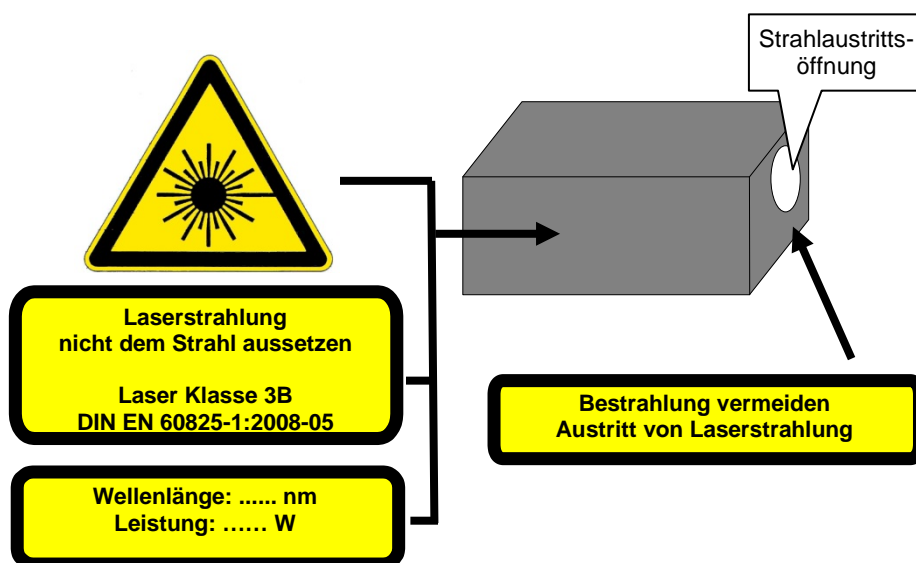 Strahlaustritts-
öffnung
Laserstrahlung
nicht dem Strahl aussetzen
Laser Klasse 3B
DIN EN 60825-1:2008-05
Bestrahlung vermeiden
Austritt von Laserstrahlung
Wellenlänge: ...... nm
Leistung: …… W